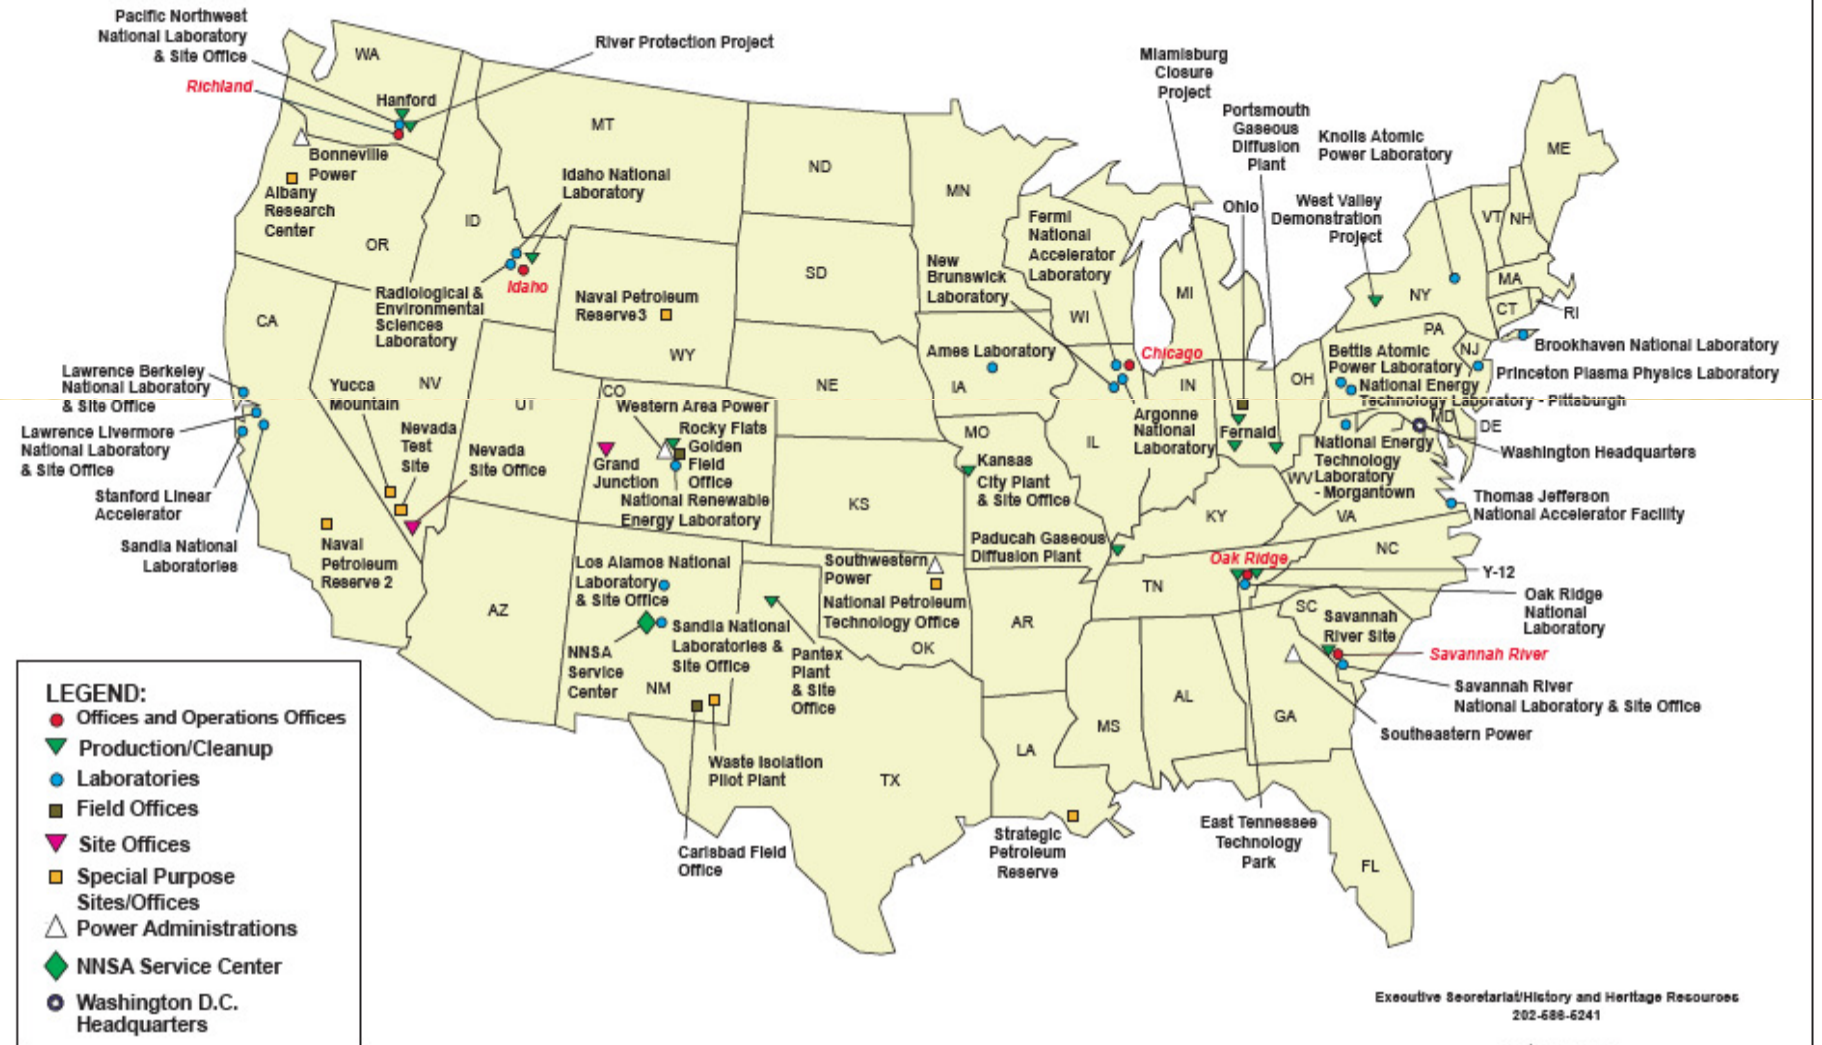 Pacific Northwest
National Laboratory
& Site Office
Richland
WA
Hanford
River Protection Project
Bonneville
Power
Albany
Research
Center
OR
ID
MT
Idaho National
Laboratory
Idaho
Radiological &
Environmental
Sciences
Laboratory
Naval Petroleum
Reserve3
WY
ND
SD
NE
KS
MN
Fermi
National
Accelerator
Laboratory
New
Brunswick
Laboratory
WI
Ames Laboratory
IA
MO
IL
Chicago
Argonne
National
Laboratory
Miamisburg
Closure
Project
Portsmouth
Gaseous
Diffusion
Plant
Ohio
MI
IN
OH
Fernald
Knolls Atomic
Power Laboratory
West Valley
Demonstration
Project
ME
VT
NH
MA
CT
RI
NY
PA
NJ
Brookhaven National Laboratory
Princeton Plasma Physics Laboratory
Bettis Atomic
Power Laboratory
National Energy
Technology Laboratory - Pittsburgh
MD
DE
Washington Headquarters
National Energy
Technology
Laboratory
- Morgantown
WV
VA
Thomas Jefferson
National Accelerator Facility
KY
NC
CA
NV
UT
CO
Lawrence Berkeley
National Laboratory
& Site Office
Lawrence Livermore
National Laboratory
& Site Office
Stanford Linear
Accelerator
Sandia National
Laboratories
Yucca
Mountain
Nevada
Test
Site
Nevada
Site Office
Naval
Petroleum
Reserve 2
Western Area Power
Rocky Flats
Golden
Field
Office
Grand
Junction
National Renewable
Energy Laboratory
Kansas
City Plant
& Site Office
Paducah Gaseous
Diffusion Plant
Southwestern
Power
National Petroleum
Technology Office
OK
AZ
Los Alamos National
Laboratory
& Site Office
NNSA
Service
Center
NM
Sandia National
Laboratories &
Site Office
Pantex
Plant
& Site
Office
Waste Isolation
Pilot Plant
Carlsbad Field
Office
TX
AR
LA
MS
AL
GA
FL
TN
SC
Oak Ridge
Y-12
Oak Ridge
National
Laboratory
Savannah
River Site
Savannah River
Savannah River
National Laboratory & Site Office
Southeastern Power
East Tennessee
Technology
Park
Strategic
Petroleum
Reserve
LEGEND:
Offices and Operations Offices
Production/Cleanup
Laboratories
Field Offices
Site Offices
Special Purpose
Sites/Offices
Power Administrations
NNSA Service Center
Washington D.C.
Headquarters
Executive Secretariat/History and Heritage Resources
202-586-5241